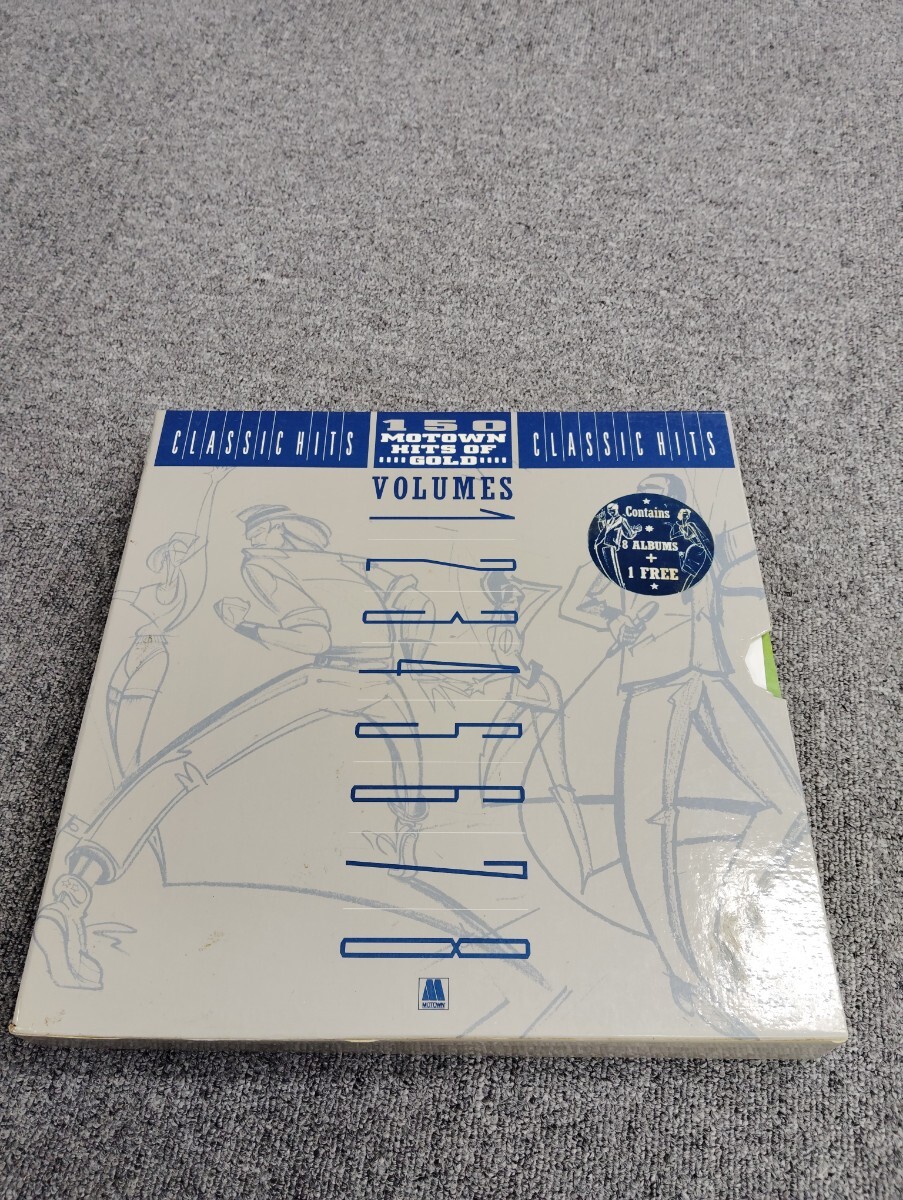 CLASSIC HITS
150
MOTOWN
HITS OF
GOLD
CLASSIC HITS
VOLUMES
1
2
3
4
5
6
7
8
Contains
8 ALBUMS
+
1 FREE
MOTOWN